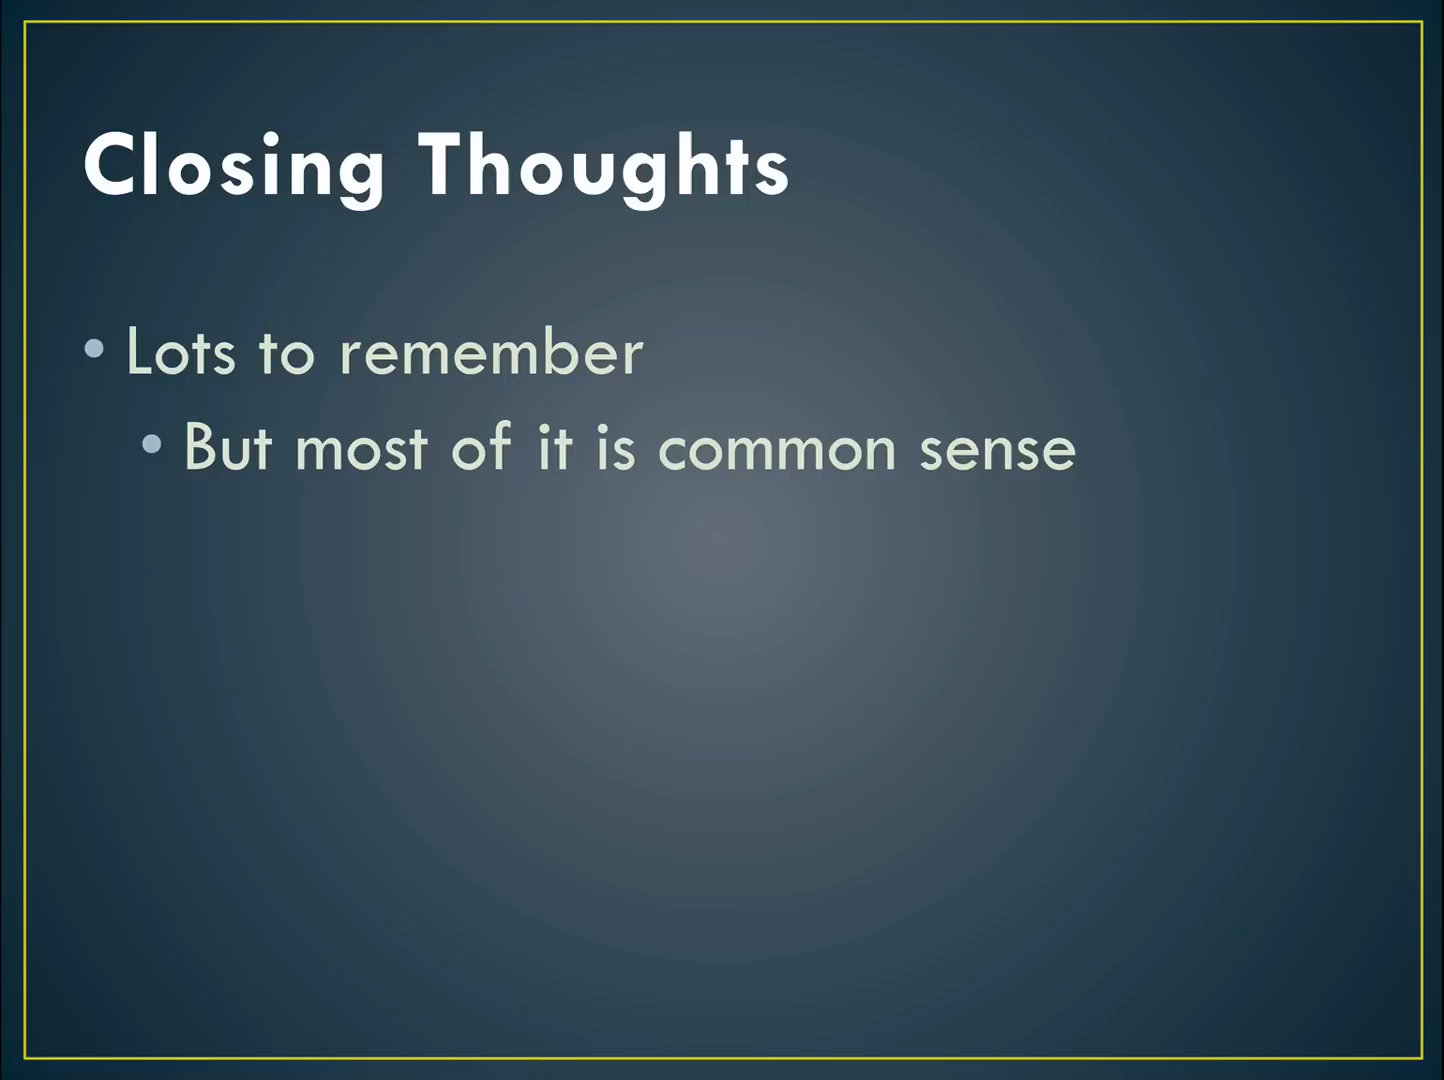 Closing Thoughts
• Lots to remember
• But most of it is common sense